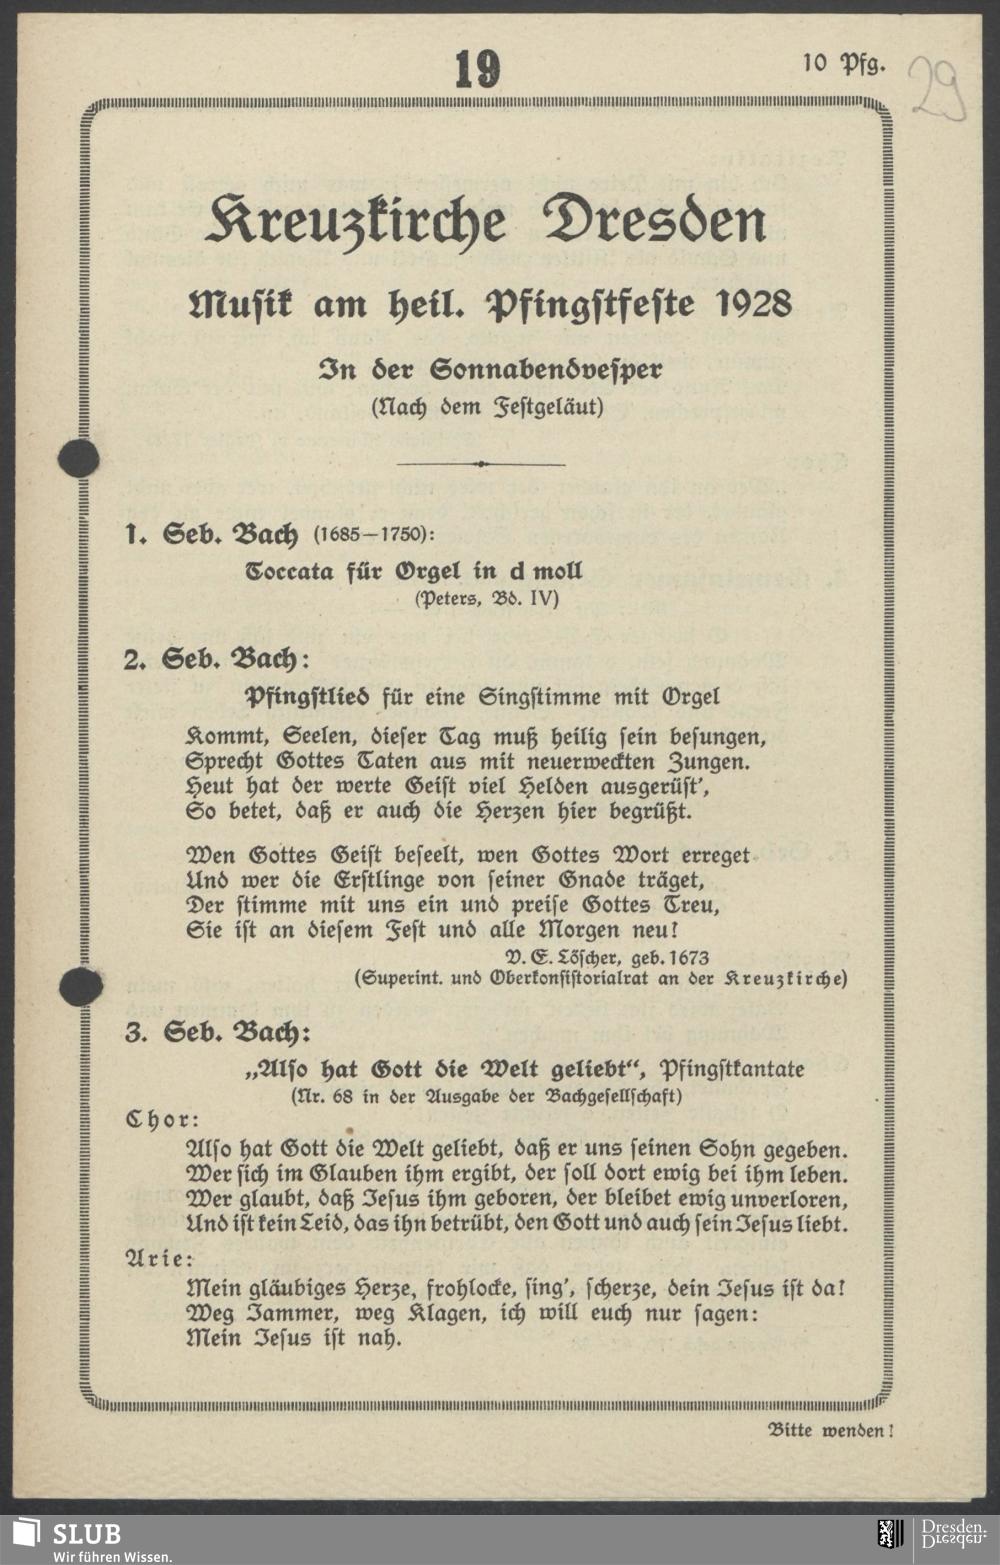 19
10 Pfg.
29
Kreuzkirche Dresden
Musik am heil. Pfingstfeste 1928
In der Sonnabendvesper
(Nach dem Festgeläut)
1. Seb. Bach (1685—1750):
Toccata für Orgel in d moll
(Peters, Bd. IV)
2. Seb. Bach:
Pfingstlied für eine Singstimme mit Orgel
Kommt, Seelen, dieser Tag muß heilig sein besungen,
Sprecht Gottes Taten aus mit neuerweckten Zungen.
Heut hat der werte Geist viel Helden ausgerüst',
So betet, daß er auch die Herzen hier begrüßt.
Wen Gottes Geist beseelt, wen Gottes Wort erreget
Und wer die Erstlinge von seiner Gnade träget,
Der stimme mit uns ein und preise Gottes Treu,
Sie ist an diesem Fest und alle Morgen neu!
V. E. Löscher, geb. 1673
(Superint. und Oberkonsistorialrat an der Kreuzkirche)
3. Seb. Bach:
„Also hat Gott die Welt geliebt“, Pfingstkantate
(Nr. 68 in der Ausgabe der Bachgesellschaft)
Chor:
Also hat Gott die Welt geliebt, daß er uns seinen Sohn gegeben.
Wer sich im Glauben ihm ergibt, der soll dort ewig bei ihm leben.
Wer glaubt, daß Jesus ihm geboren, der bleibet ewig unverloren,
Und ist kein Leid, das ihn betrübt, den Gott und auch sein Jesus liebt.
Arie:
Mein gläubiges Herze, frohlocke, sing', scherze, dein Jesus ist da!
Weg Jammer, weg Klagen, ich will euch nur sagen:
Mein Jesus ist nah.
Bitte wenden!
SLUB
Wir führen Wissen.
Dresden.
Dresden.